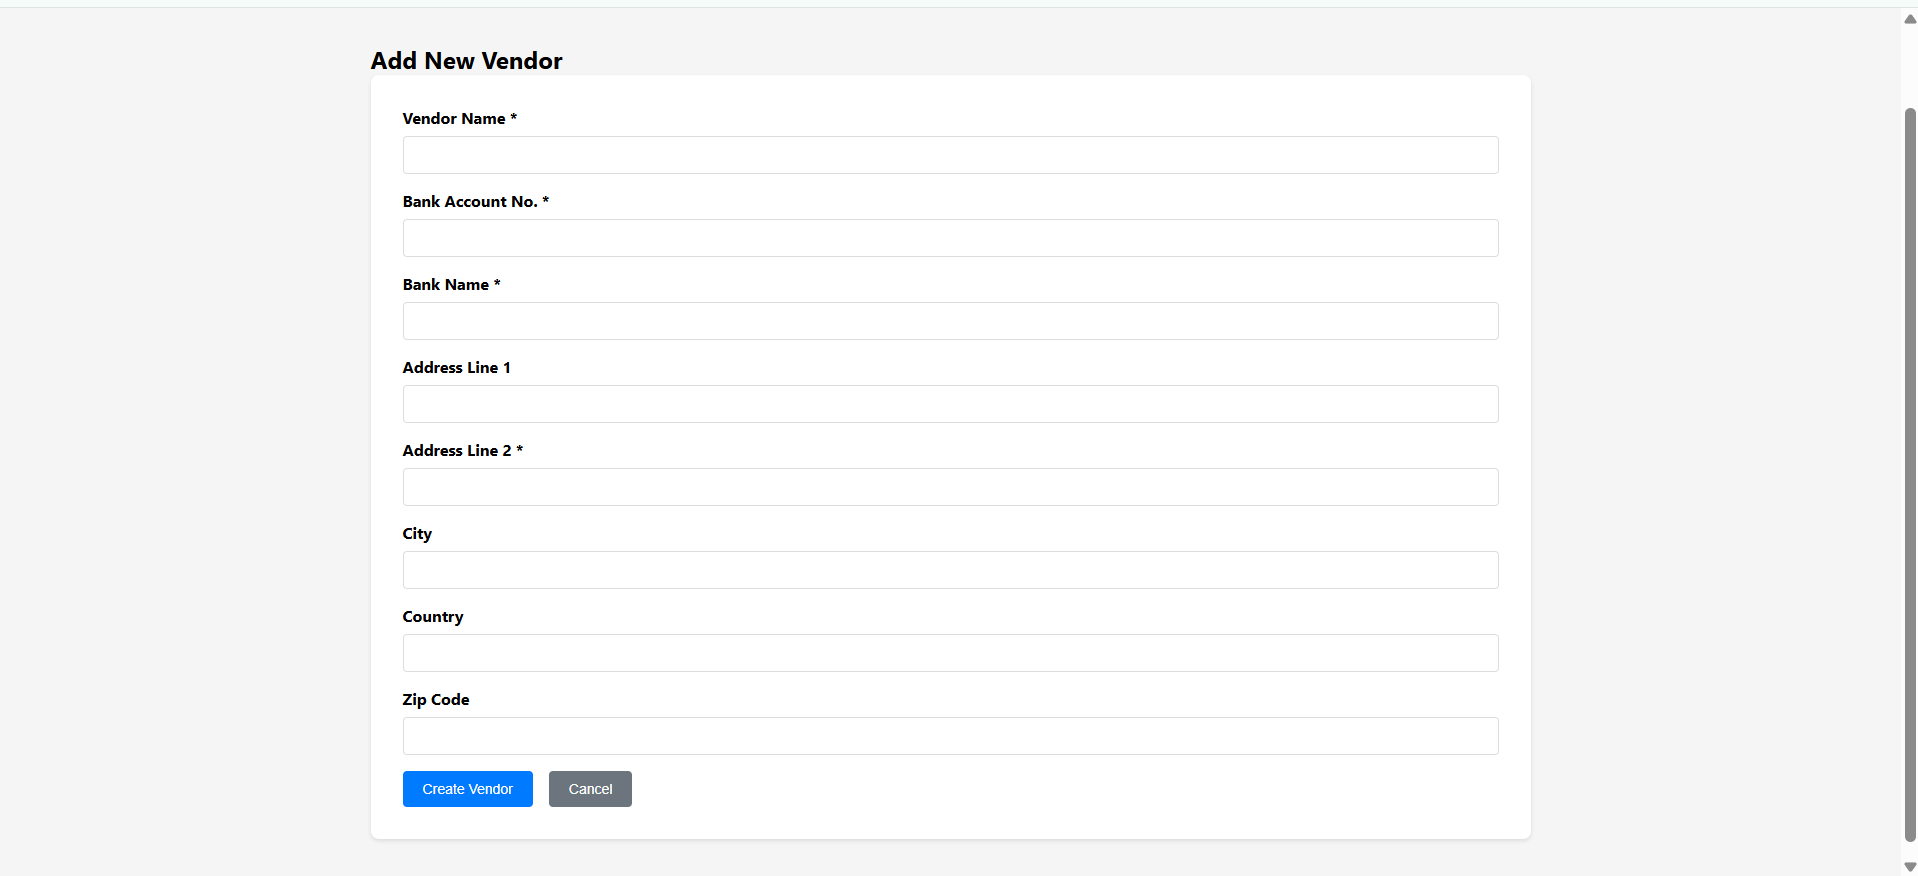 Add New Vendor
Vendor Name *
Bank Account No. *
Bank Name *
Address Line 1
Address Line 2 *
City
Country
Zip Code
Create Vendor Cancel